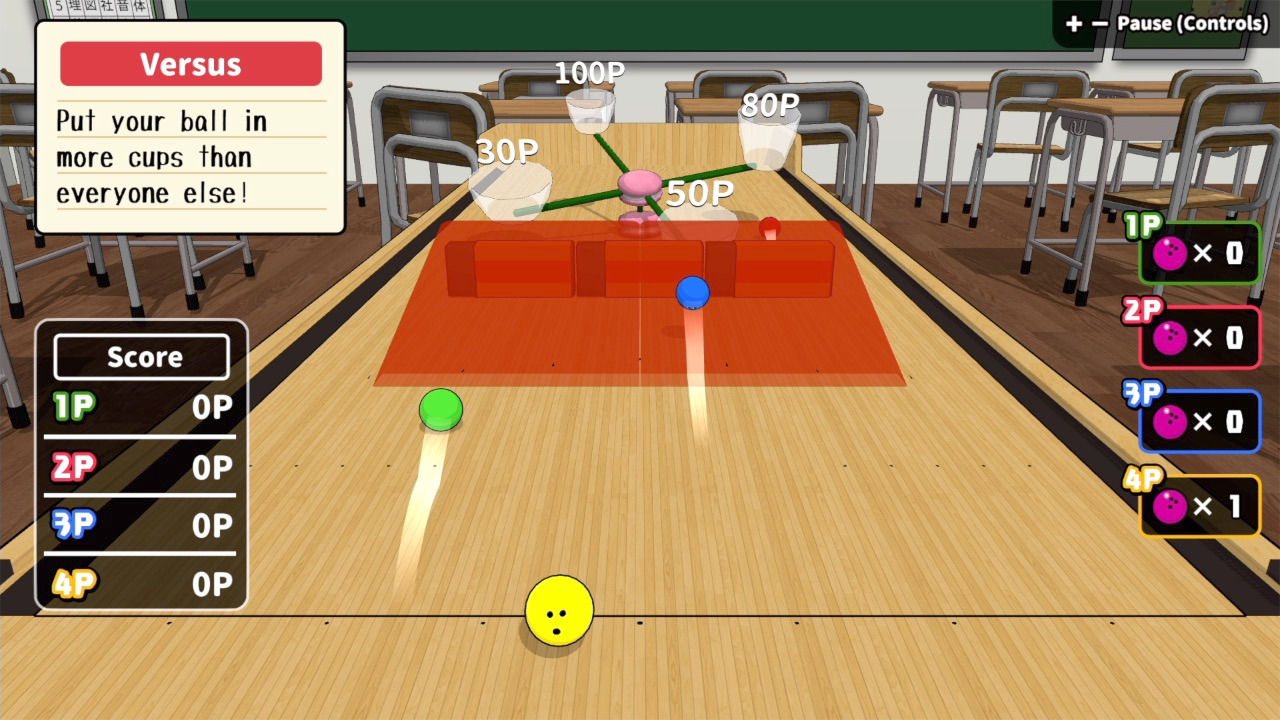 5理図社音体
+ − Pause (Controls)
Versus
Put your ball in
more cups than
everyone else!
100P
80P
30P
50P
1P
× 0
2P
× 0
3P
× 0
4P
× 1
Score
1P 0P
2P 0P
3P 0P
4P 0P